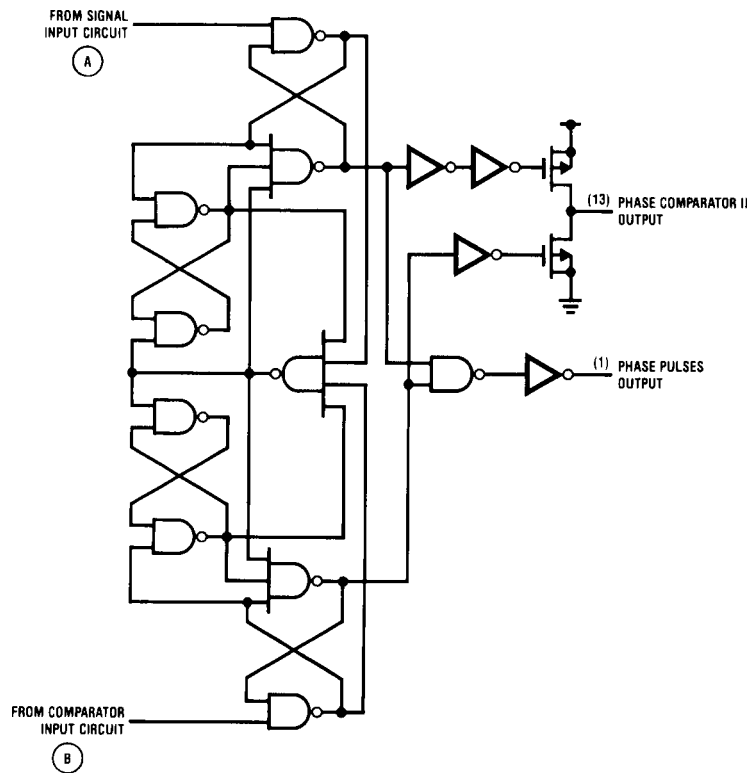 FROM SIGNAL
INPUT CIRCUIT
A
(13) PHASE COMPARATOR II
OUTPUT
(1) PHASE PULSES
OUTPUT
FROM COMPARATOR
INPUT CIRCUIT
B